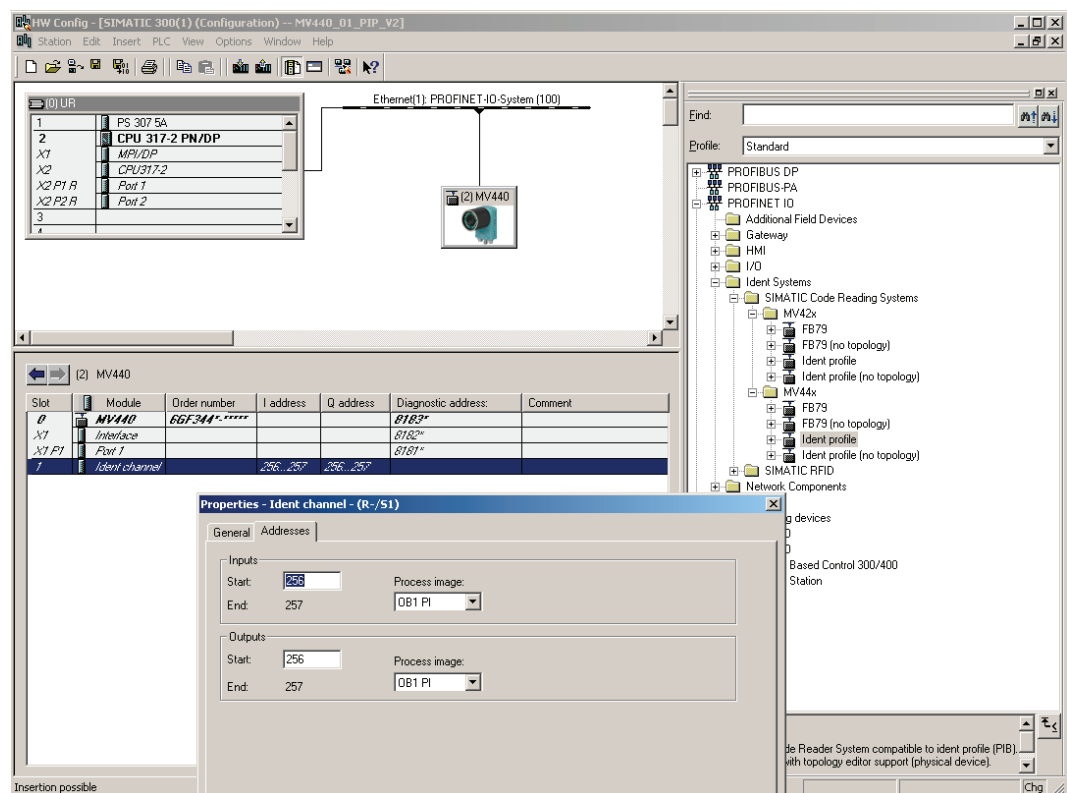 HW Config - [SIMATIC 300(1) (Configuration) -- MV440_01_PIP_V2]
Station Edit Insert PLC View Options Window Help
(0) UR
1 PS 307 5A
2 CPU 317-2 PN/DP
X1 MPI/DP
X2 CPU317-2
X2 P1 R Port 1
X2 P2 R Port 2
3
4
Ethernet(1): PROFINET-IO-System (100)
(2) MV440
Find:
Profile: Standard
PROFIBUS DP
PROFIBUS-PA
PROFINET IO
Additional Field Devices
Gateway
HMI
I/O
Ident Systems
SIMATIC Code Reading Systems
MV42x
FB79
FB79 (no topology)
Ident profile
Ident profile (no topology)
MV44x
FB79
FB79 (no topology)
Ident profile
Ident profile (no topology)
SIMATIC RFID
Network Components
g devices
Based Control 300/400
Station
de Reader System compatible to ident profile (PIB).
with topology editor support (physical device).
(2) MV440
Slot Module Order number I address Q address Diagnostic address: Comment
0 MV440 6GF344*-***** 8183*
X1 Interface 8182*
X1 P1 Port 1 8181*
1 Ident channel 256...257 256...257
Properties - Ident channel - (R-/S1)
General Addresses
Inputs
Start: 256 Process image:
End: 257 OB1 PI
Outputs
Start: 256 Process image:
End: 257 OB1 PI
Insertion possible
Chg